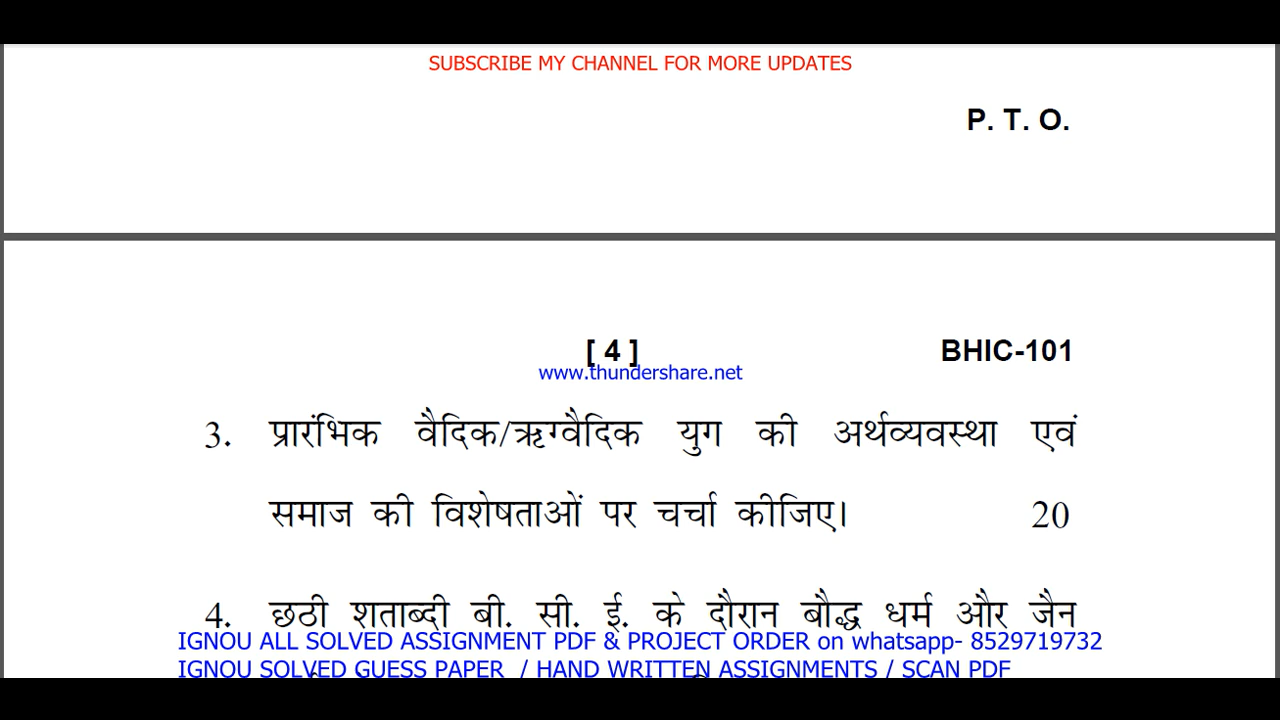 SUBSCRIBE MY CHANNEL FOR MORE UPDATES
P. T. O.
[ 4 ] BHIC-101
www.thundershare.net
3. प्रारंभिक वैदिक/ऋग्वैदिक युग की अर्थव्यवस्था एवं
समाज की विशेषताओं पर चर्चा कीजिए। 20
4. छठी शताब्दी बी. सी. ई. के दौरान बौद्ध धर्म और जैन
IGNOU ALL SOLVED ASSIGNMENT PDF & PROJECT ORDER on whatsapp- 8529719732
IGNOU SOLVED GUESS PAPER / HAND WRITTEN ASSIGNMENTS / SCAN PDF